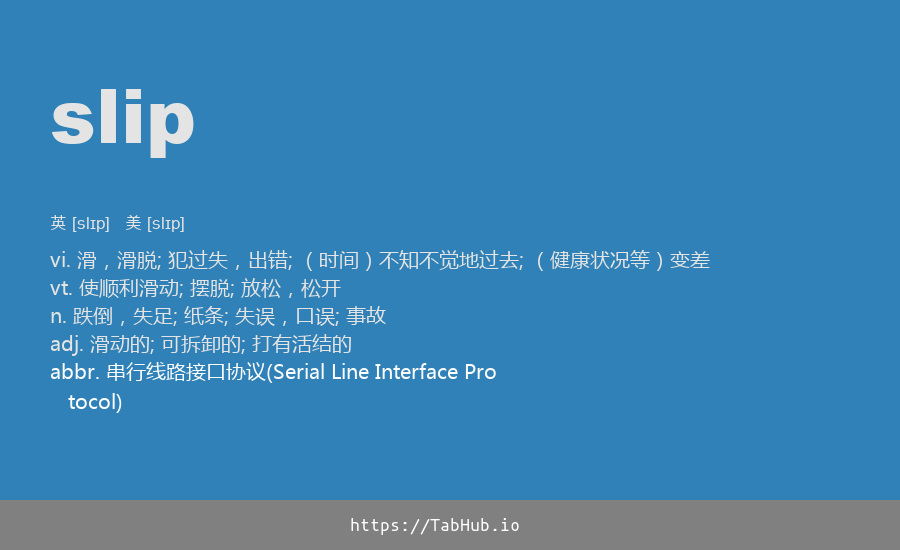 slip
英 [slɪp] 美 [slɪp]
vi. 滑，滑脱; 犯过失，出错; （时间）不知不觉地过去; （健康状况等）变差
vt. 使顺利滑动; 摆脱; 放松，松开
n. 跌倒，失足; 纸条; 失误，口误; 事故
adj. 滑动的; 可拆卸的; 打有活结的
abbr. 串行线路接口协议(Serial Line Interface Pro
tocol)
https://TabHub.io